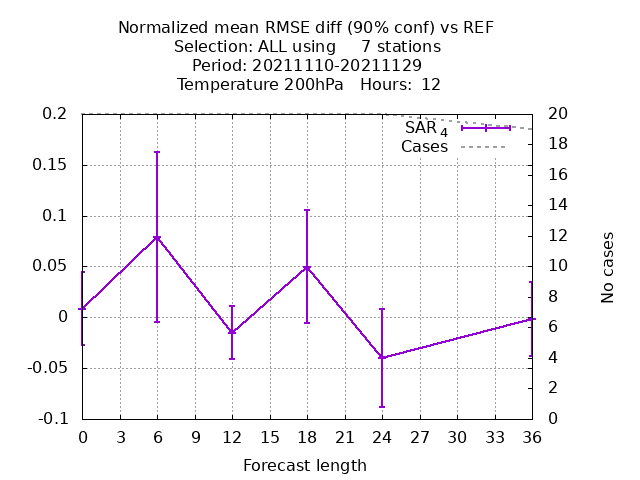 Normalized mean RMSE diff (90% conf) vs REF
Selection: ALL using     7 stations
Period: 20211110-20211129
Temperature 200hPa   Hours:  12
SAR 4
Cases
0.2
0.15
0.1
0.05
0
-0.05
-0.1
20
18
16
14
12
10
8
6
4
2
0
No cases
0 3 6 9 12 15 18 21 24 27 30 33 36
Forecast length